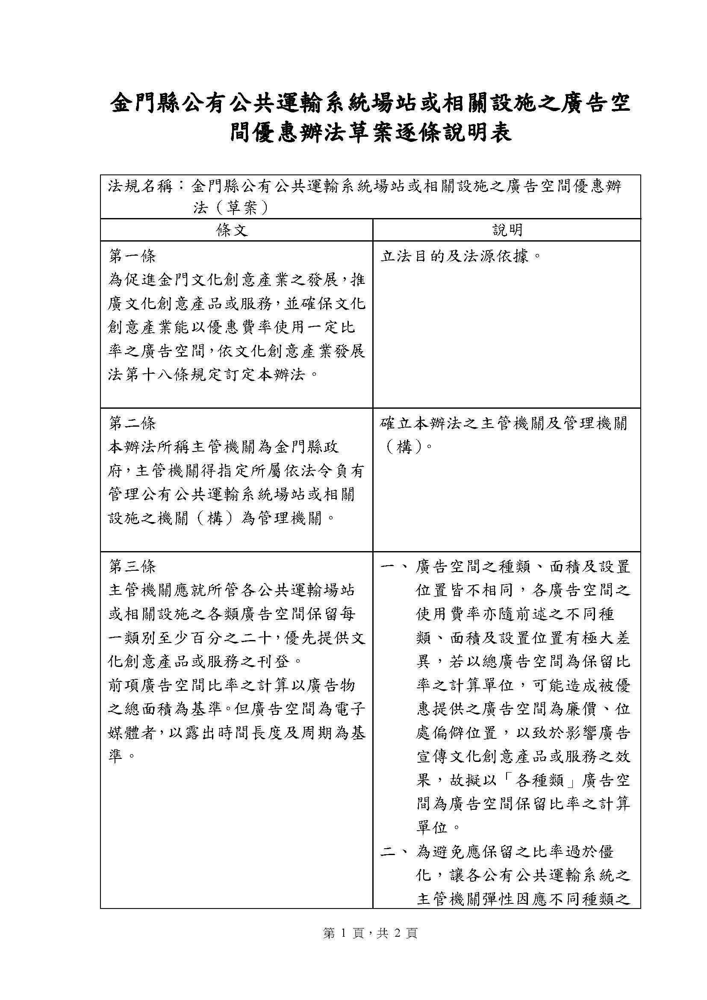 金門縣公有公共運輸系統場站或相關設施之廣告空
間優惠辦法草案逐條說明表
法規名稱：金門縣公有公共運輸系統場站或相關設施之廣告空間優惠辦
法（草案）
條文
說明
第一條
為促進金門文化創意產業之發展，推
廣文化創意產品或服務，並確保文化
創意產業能以優惠費率使用一定比
率之廣告空間，依文化創意產業發展
法第十八條規定訂定本辦法。
立法目的及法源依據。
第二條
本辦法所稱主管機關為金門縣政
府，主管機關得指定所屬依法令負有
管理公有公共運輸系統場站或相關
設施之機關（構）為管理機關。
確立本辦法之主管機關及管理機關
（構）。
第三條
主管機關應就所管各公共運輸場站
或相關設施之各類廣告空間保留每
一類別至少百分之二十，優先提供文
化創意產品或服務之刊登。
前項廣告空間比率之計算以廣告物
之總面積為基準。但廣告空間為電子
媒體者，以露出時間長度及周期為基
準。
一、廣告空間之種類、面積及設置
位置皆不相同，各廣告空間之
使用費率亦隨前述之不同種
類、面積及設置位置有極大差
異，若以總廣告空間為保留比
率之計算單位，可能造成被優
惠提供之廣告空間為廉價、位
處偏僻位置，以致於影響廣告
宣傳文化創意產品或服務之效
果，故擬以「各種類」廣告空
間為廣告空間保留比率之計算
單位。
二、為避免應保留之比率過於僵
化，讓各公有公共運輸系統之
主管機關彈性因應不同種類之
第 1 頁，共 2 頁